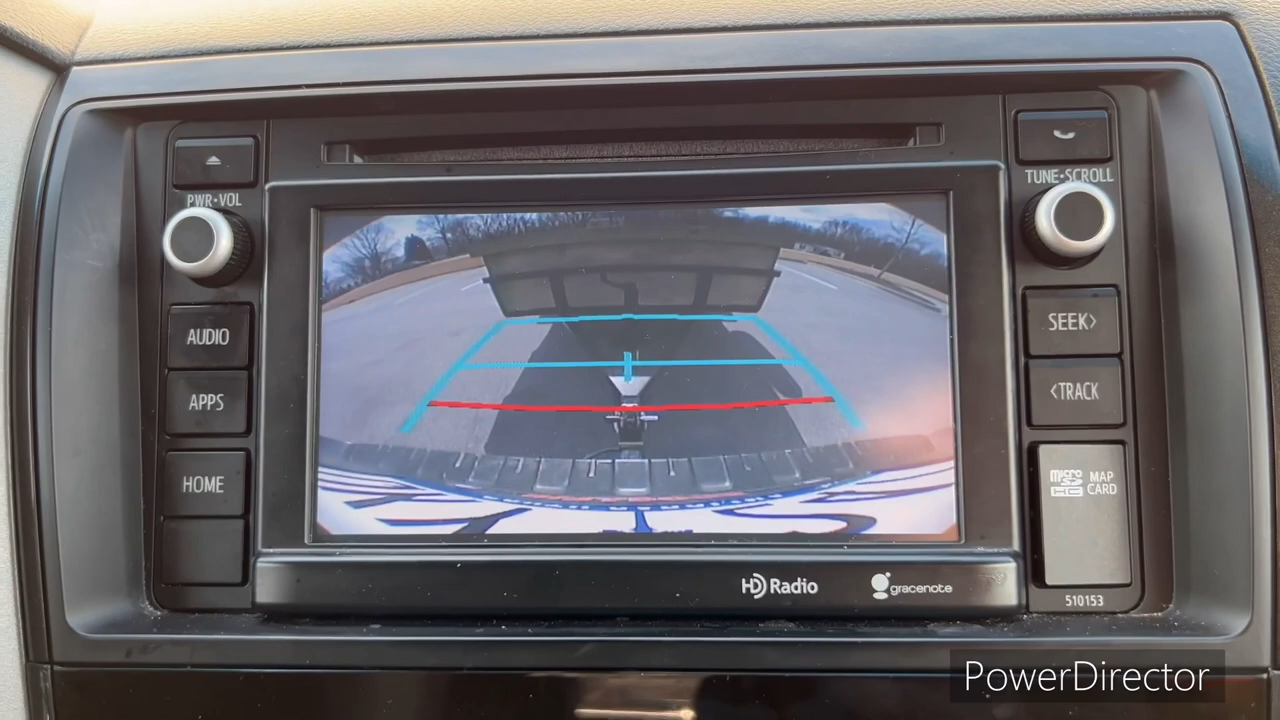 PWR•VOL
AUDIO
APPS
HOME
TUNE•SCROLL
SEEK>
<TRACK
micro SD HC
MAP
CARD
HD Radio
gracenote
510153
PowerDirector